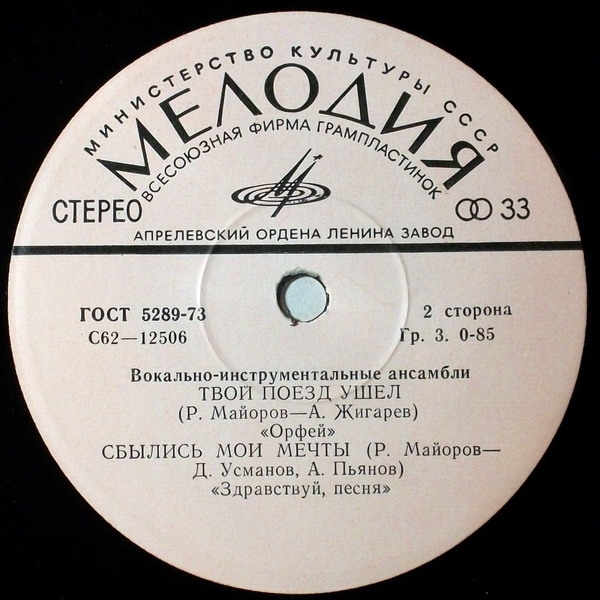 МИНИСТЕРСТВО КУЛЬТУРЫ СССР
МЕЛОДИЯ
ВСЕСОЮЗНАЯ ФИРМА ГРАМПЛАСТИНОК
СТЕРЕО
33
АПРЕЛЕВСКИЙ ОРДЕНА ЛЕНИНА ЗАВОД
ГОСТ 5289-73
2 сторона
С62—12506
Гр. 3. 0-85
Вокально-инструментальные ансамбли
ТВОЙ ПОЕЗД УШЕЛ
(Р. Майоров—А. Жигарев)
«Орфей»
СБЫЛИСЬ МОИ МЕЧТЫ (Р. Майоров—
Д. Усманов, А. Пьянов)
«Здравствуй, песня»